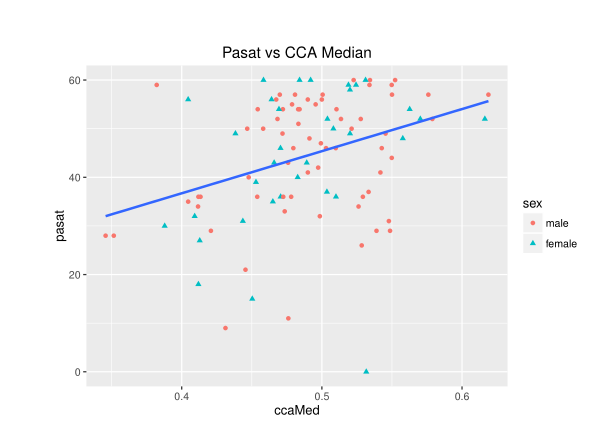 Pasat vs CCA Median
60
40
20
0
pasat
0.4 0.5 0.6
ccaMed
sex
male
female